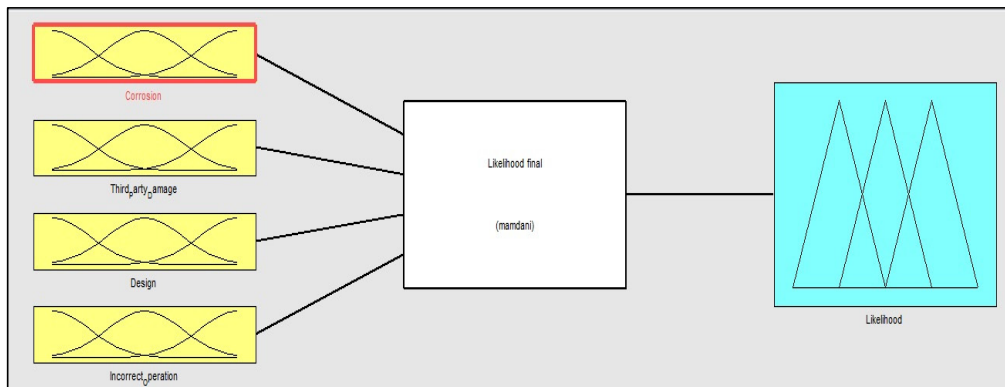 Corrosion
Third_Party_Damage
Design
Incorrect_Operation
Likelihood final
(mamdani)
Likelihood